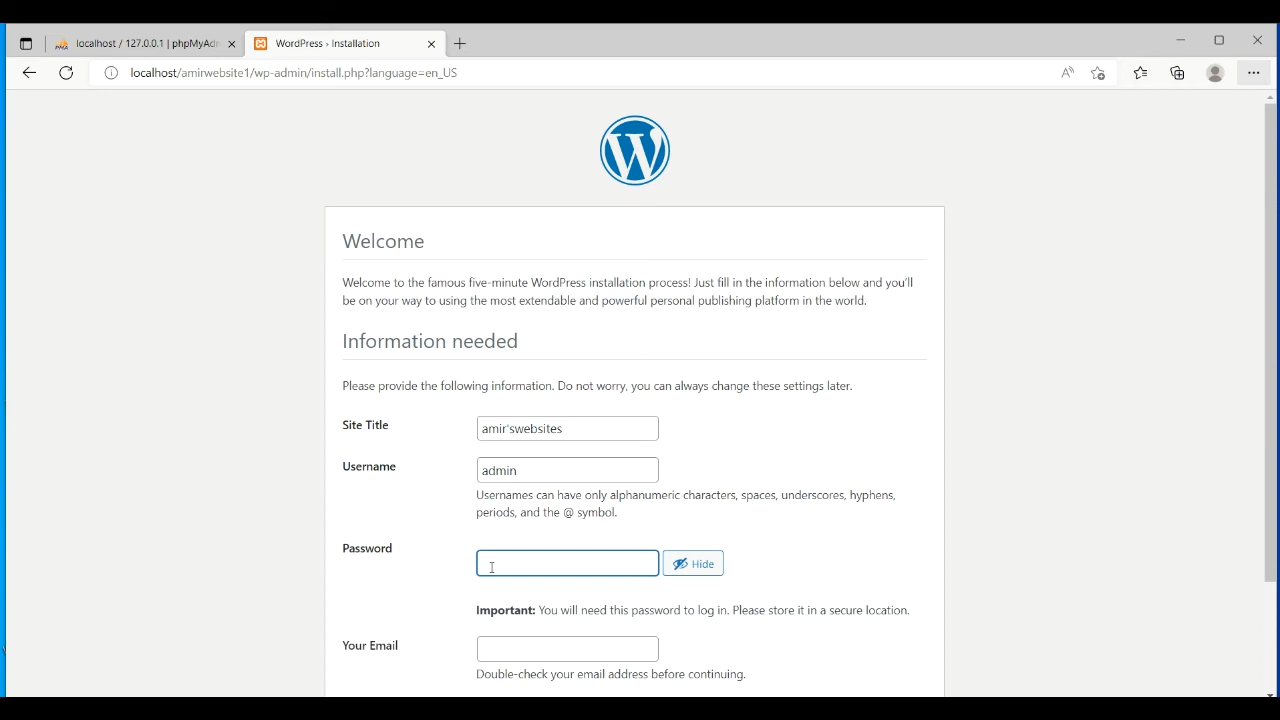 localhost / 127.0.0.1 | phpMyAdn
WordPress › Installation
localhost/amirwebsite1/wp-admin/install.php?language=en_US
Welcome
Welcome to the famous five-minute WordPress installation process! Just fill in the information below and you'll
be on your way to using the most extendable and powerful personal publishing platform in the world.
Information needed
Please provide the following information. Do not worry, you can always change these settings later.
Site Title
amir'swebsites
Username
admin
Usernames can have only alphanumeric characters, spaces, underscores, hyphens,
periods, and the @ symbol.
Password
Hide
Important: You will need this password to log in. Please store it in a secure location.
Your Email
Double-check your email address before continuing.